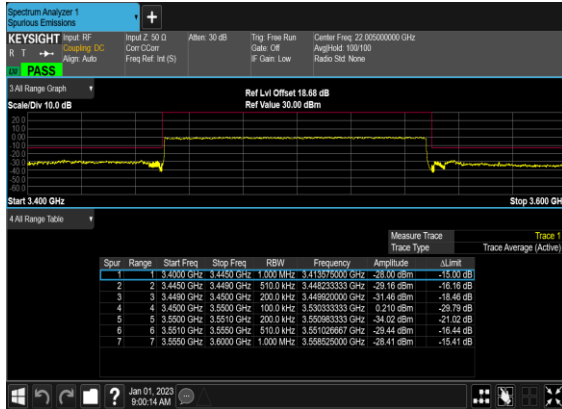 Spectrum Analyzer 1
Spurious Emissions
+
KEYSIGHT Input: RF Input Z: 50 Ω Atten: 30 dB Trig: Free Run Center Freq: 22.005000000 GHz
R T Coupling: DC Corr CCorr Gate: Off Avg|Hold: 100/100
Align: Auto Freq Ref: Int (S) IF Gain: Low Radio Std: None
PASS
3 All Range Graph
Ref Lvl Offset 18.68 dB
Scale/Div 10.0 dB Ref Value 30.00 dBm
20.0
10.0
0.00
-10.0
-20.0
-30.0
-40.0
-50.0
-60.0
Start 3.400 GHz Stop 3.600 GH
4 All Range Table
Measure Trace Trace 1
Trace Type Trace Average (Active)
Spur Range Start Freq Stop Freq RBW Frequency Amplitude ΔLimit
1 1 3.4000 GHz 3.4450 GHz 1.000 MHz 3.413575000 GHz -28.00 dBm -15.00 dB
2 2 3.4450 GHz 3.4490 GHz 510.0 kHz 3.448233333 GHz -29.16 dBm -16.16 dB
3 3 3.4490 GHz 3.4500 GHz 200.0 kHz 3.449920000 GHz -31.46 dBm -18.46 dB
4 4 3.4500 GHz 3.5500 GHz 100.0 kHz 3.530333333 GHz 0.210 dBm -29.79 dB
5 5 3.5500 GHz 3.5510 GHz 200.0 kHz 3.550983333 GHz -34.02 dBm -21.02 dB
6 6 3.5510 GHz 3.5550 GHz 510.0 kHz 3.551026667 GHz -29.44 dBm -16.44 dB
7 7 3.5550 GHz 3.6000 GHz 1.000 MHz 3.558525000 GHz -28.41 dBm -15.41 dB
? Jan 01, 2023
9:00:14 AM